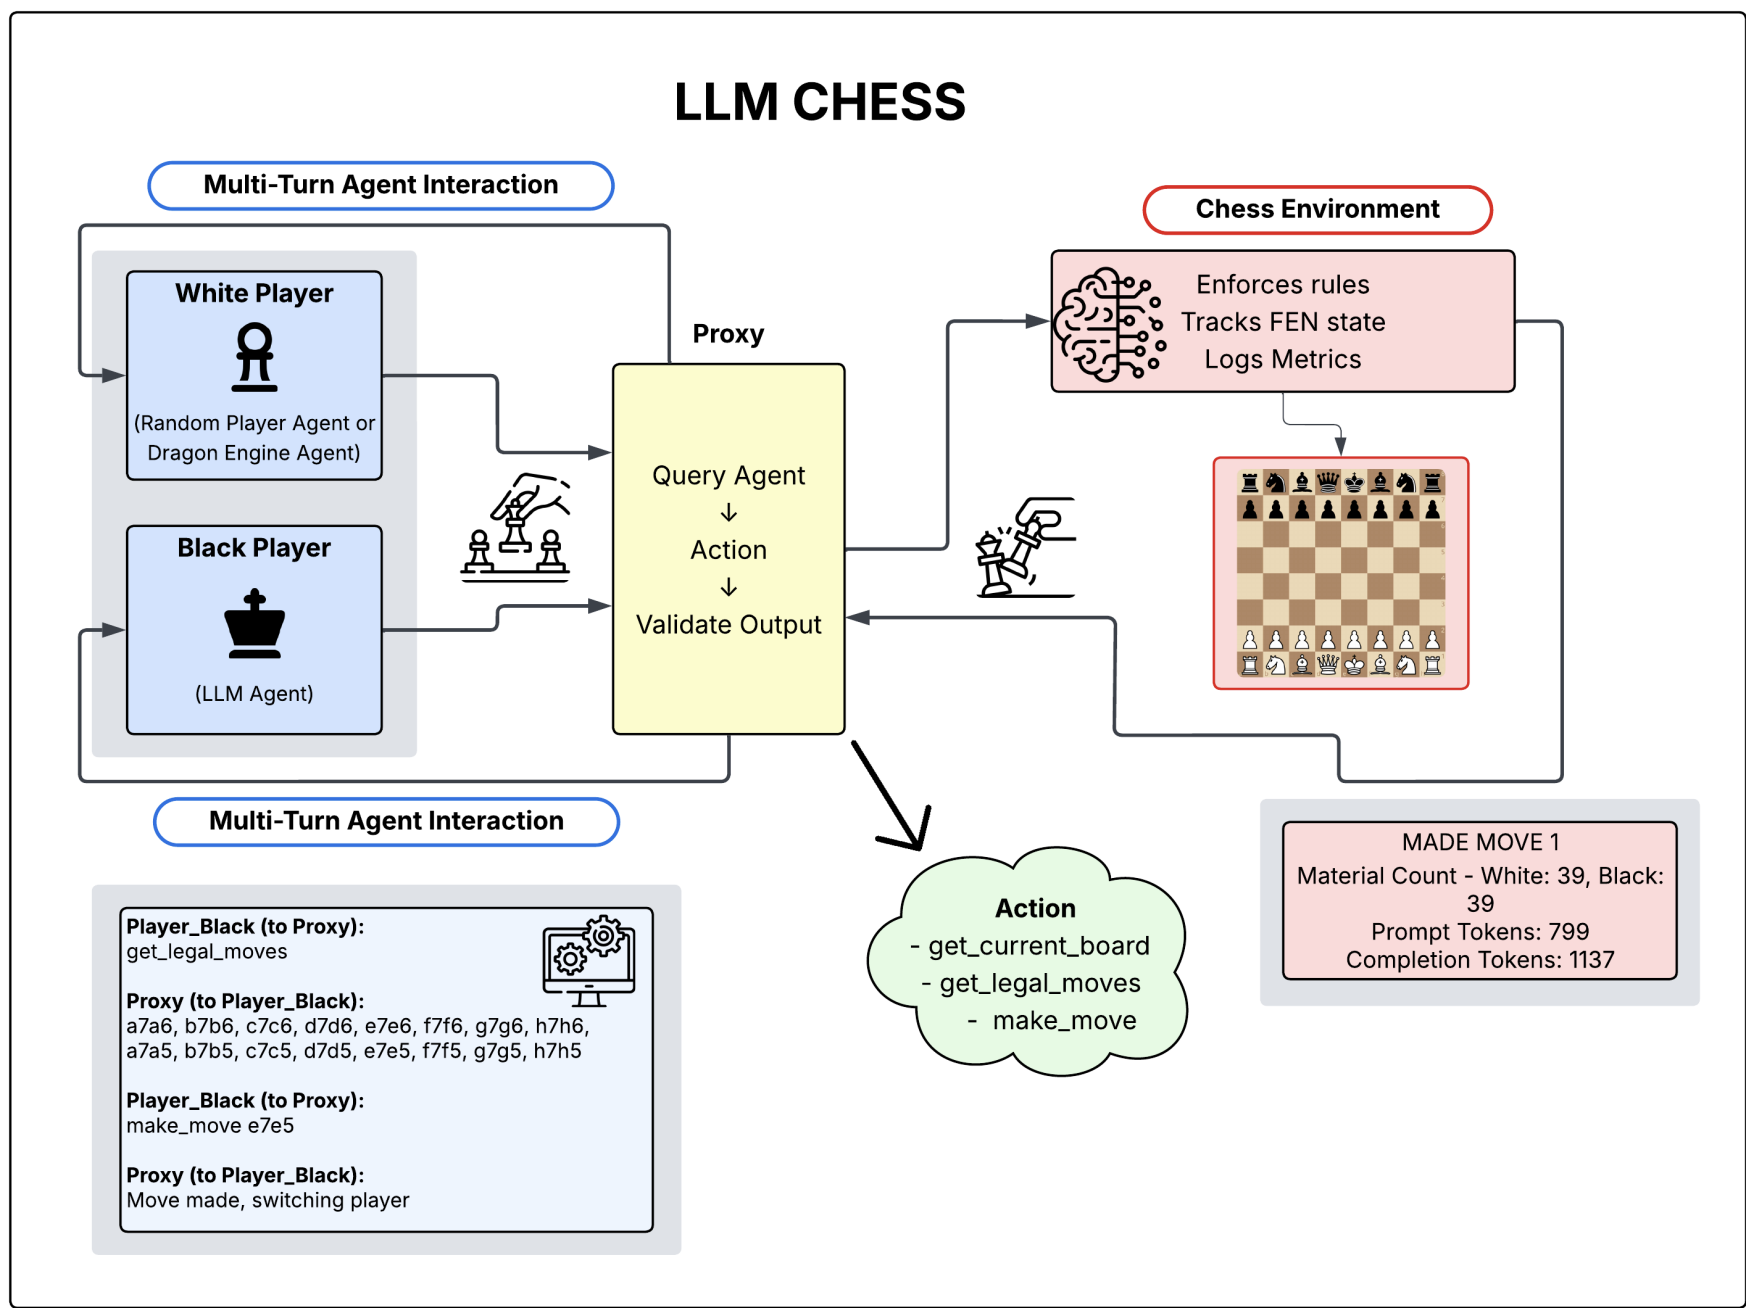 LLM CHESS
Multi-Turn Agent Interaction
Chess Environment
White Player
(Random Player Agent or
Dragon Engine Agent)
Black Player
(LLM Agent)
Proxy
Query Agent
↓
Action
↓
Validate Output
Enforces rules
Tracks FEN state
Logs Metrics
Multi-Turn Agent Interaction
Player_Black (to Proxy):
get_legal_moves
Proxy (to Player_Black):
a7a6, b7b6, c7c6, d7d6, e7e6, f7f6, g7g6, h7h6,
a7a5, b7b5, c7c5, d7d5, e7e5, f7f5, g7g5, h7h5
Player_Black (to Proxy):
make_move e7e5
Proxy (to Player_Black):
Move made, switching player
Action
- get_current_board
- get_legal_moves
- make_move
MADE MOVE 1
Material Count - White: 39, Black:
39
Prompt Tokens: 799
Completion Tokens: 1137